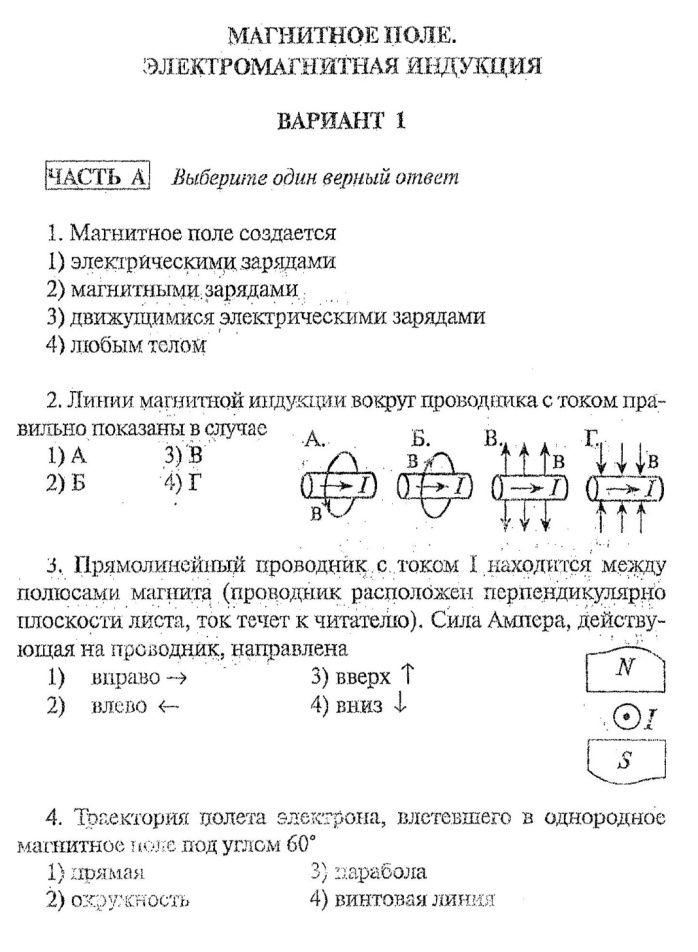 МАГНИТНОЕ ПОЛЕ.
ЭЛЕКТРОМАГНИТНАЯ ИНДУКЦИЯ
ВАРИАНТ 1
ЧАСТЬ А Выберите один верный ответ
1. Магнитное поле создается
1) электрическими зарядами
2) магнитными зарядами
3) движущимися электрическими зарядами
4) любым телом
2. Линии магнитной индукции вокруг проводника с током пра-
вильно показаны в случае
1) А 3) В
2) Б 4) Г
А. Б. В. Г.
В В В В
I I I I
3. Прямолинейный проводник с током I находится между
полюсами магнита (проводник расположен перпендикулярно
плоскости листа, ток течет к читателю). Сила Ампера, действу-
ющая на проводник, направлена
1) вправо → 3) вверх ↑
2) влево ← 4) вниз ↓
N
I
S
4. Траектория полета электрона, влетевшего в однородное
магнитное поле под углом 60°
1) прямая 3) парабола
2) окружность 4) винтовая линия